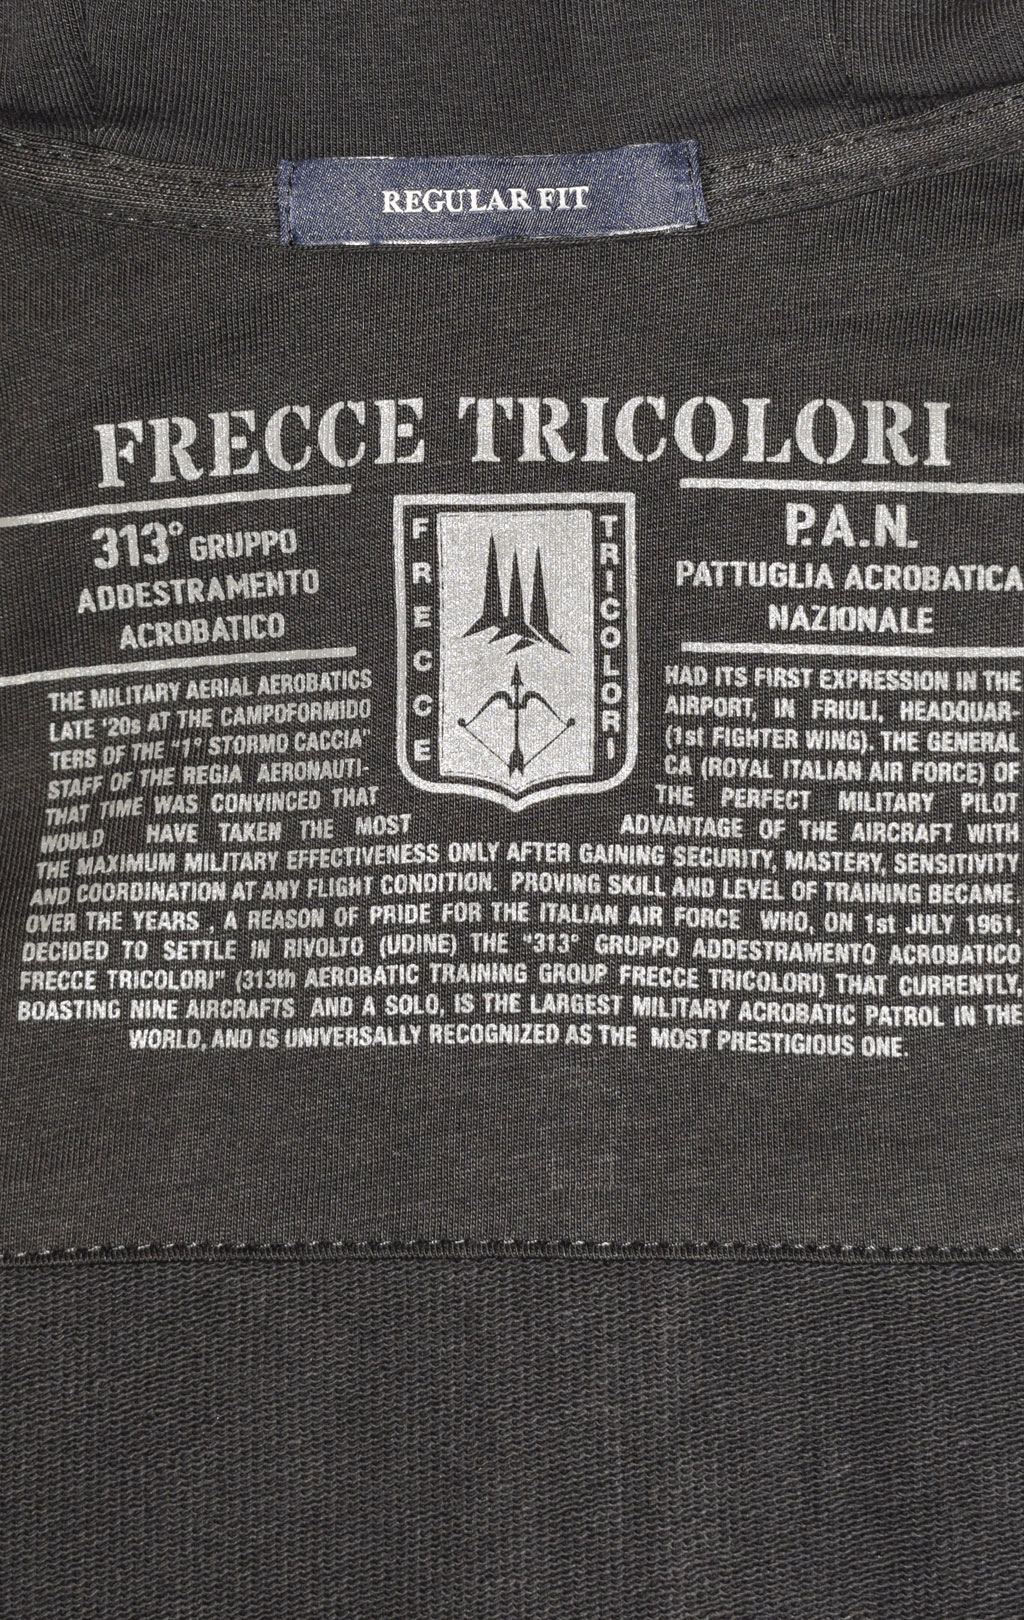 REGULAR FIT
FRECCE TRICOLORI
313° GRUPPO
ADDESTRAMENTO
ACROBATICO
FRECCE
TRICOLORI
P.A.N.
PATTUGLIA ACROBATICA
NAZIONALE
THE MILITARY AERIAL AEROBATICS HAD ITS FIRST EXPRESSION IN THE
LATE '20s AT THE CAMPOFORMIDO AIRPORT, IN FRIULI, HEADQUAR-
TERS OF THE "1° STORMO CACCIA" (1st FIGHTER WING). THE GENERAL
STAFF OF THE REGIA AERONAUTI- CA (ROYAL ITALIAN AIR FORCE) OF
THAT TIME WAS CONVINCED THAT THE PERFECT MILITARY PILOT
WOULD HAVE TAKEN THE MOST ADVANTAGE OF THE AIRCRAFT WITH
THE MAXIMUM MILITARY EFFECTIVENESS ONLY AFTER GAINING SECURITY, MASTERY, SENSITIVITY
AND COORDINATION AT ANY FLIGHT CONDITION. PROVING SKILL AND LEVEL OF TRAINING BECAME,
OVER THE YEARS , A REASON OF PRIDE FOR THE ITALIAN AIR FORCE WHO, ON 1st JULY 1961,
DECIDED TO SETTLE IN RIVOLTO (UDINE) THE "313° GRUPPO ADDESTRAMENTO ACROBATICO
FRECCE TRICOLORI" (313th AEROBATIC TRAINING GROUP FRECCE TRICOLORI) THAT CURRENTLY,
BOASTING NINE AIRCRAFTS AND A SOLO, IS THE LARGEST MILITARY ACROBATIC PATROL IN THE
WORLD, AND IS UNIVERSALLY RECOGNIZED AS THE MOST PRESTIGIOUS ONE.